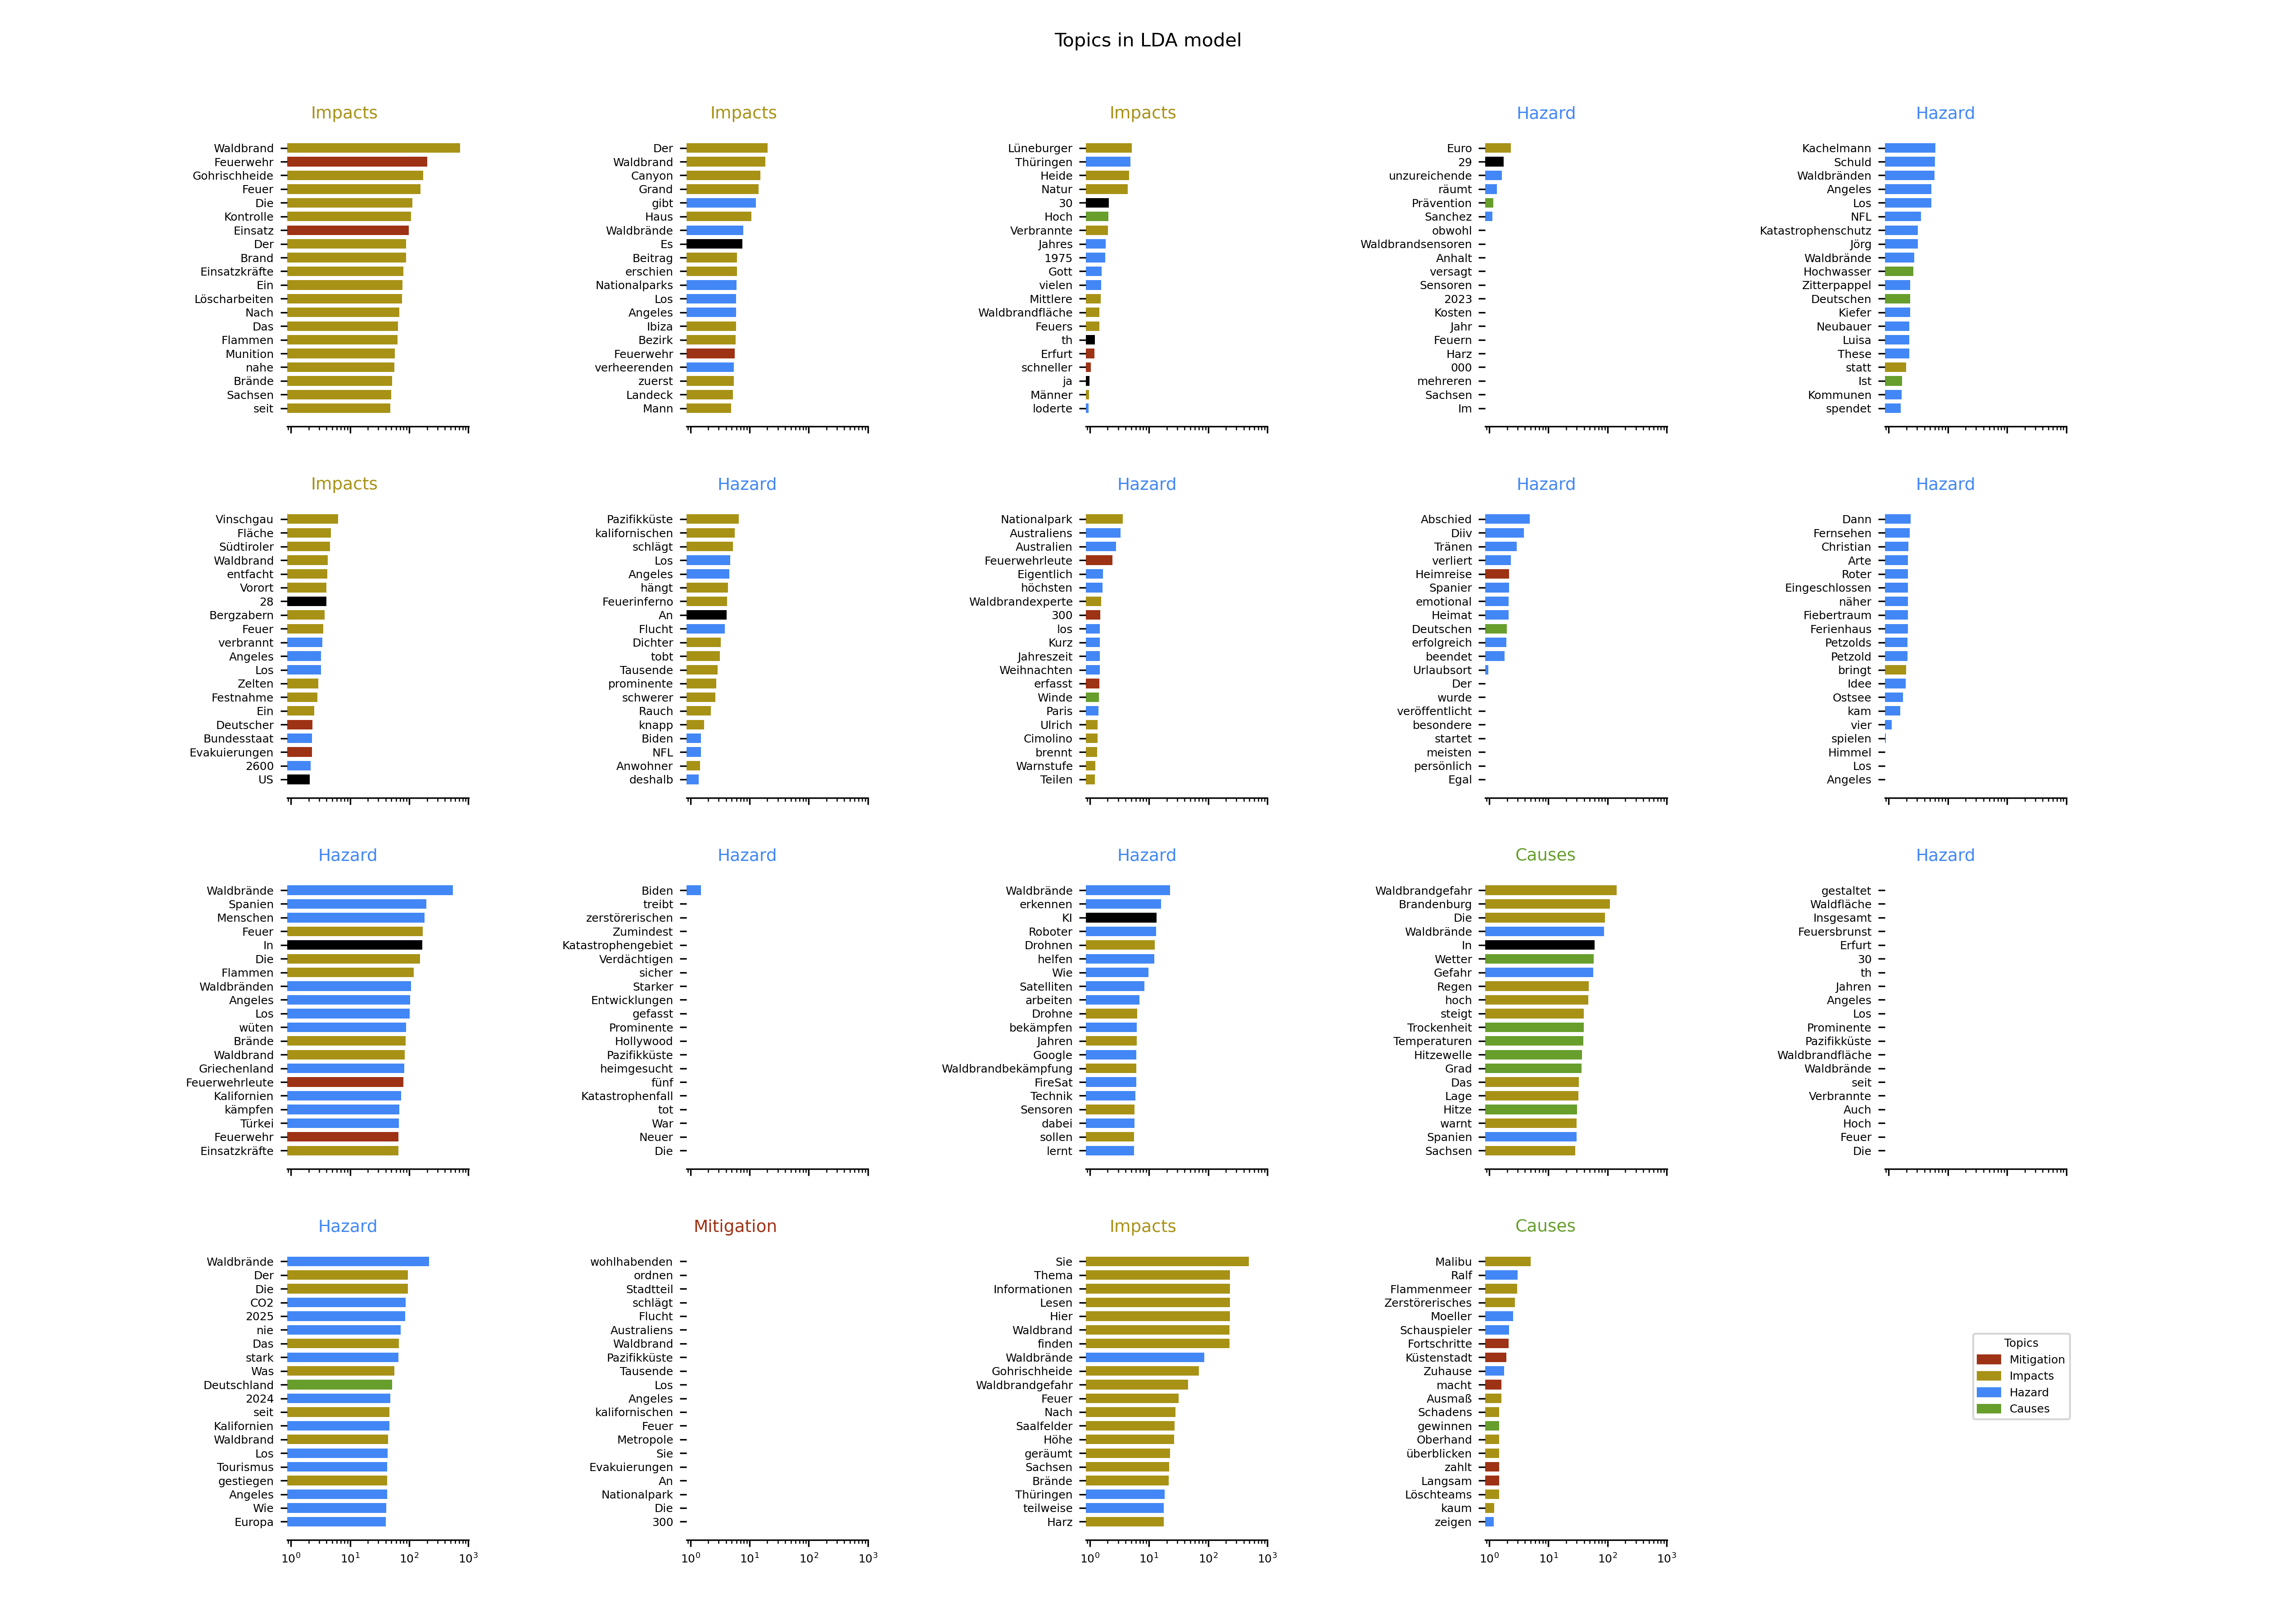 Topics in LDA model
Impacts
Waldbrand
Feuerwehr
Gohrischheide
Feuer
Die
Kontrolle
Einsatz
Der
Brand
Einsatzkräfte
Ein
Löscharbeiten
Nach
Das
Flammen
Munition
nahe
Brände
Sachsen
seit
Impacts
Der
Waldbrand
Canyon
Grand
gibt
Haus
Waldbrände
Es
Beitrag
erschien
Nationalparks
Los
Angeles
Ibiza
Bezirk
Feuerwehr
verheerenden
zuerst
Landeck
Mann
Impacts
Lüneburger
Thüringen
Heide
Natur
30
Hoch
Verbrannte
Jahres
1975
Gott
vielen
Mittlere
Waldbrandfläche
Feuers
th
Erfurt
schneller
ja
Männer
loderte
Hazard
Euro
29
unzureichende
räumt
Prävention
Sanchez
obwohl
Waldbrandsensoren
Anhalt
versagt
Sensoren
2023
Kosten
Jahr
Feuern
Harz
000
mehreren
Sachsen
Im
Hazard
Kachelmann
Schuld
Waldbränden
Angeles
Los
NFL
Katastrophenschutz
Jörg
Waldbrände
Hochwasser
Zitterpappel
Deutschen
Kiefer
Neubauer
Luisa
These
statt
Ist
Kommunen
spendet
Impacts
Vinschgau
Fläche
Südtiroler
Waldbrand
entfacht
Vorort
28
Bergzabern
Feuer
verbrannt
Angeles
Los
Zelten
Festnahme
Ein
Deutscher
Bundesstaat
Evakuierungen
2600
US
Hazard
Pazifikküste
kalifornischen
schlägt
Los
Angeles
hängt
Feuerinferno
An
Flucht
Dichter
tobt
Tausende
prominente
schwerer
Rauch
knapp
Biden
NFL
Anwohner
deshalb
Hazard
Nationalpark
Australiens
Australien
Feuerwehrleute
Eigentlich
höchsten
Waldbrandexperte
300
los
Kurz
Jahreszeit
Weihnachten
erfasst
Winde
Paris
Ulrich
Cimolino
brennt
Warnstufe
Teilen
Hazard
Abschied
Diiv
Tränen
verliert
Heimreise
Spanier
emotional
Heimat
Deutschen
erfolgreich
beendet
Urlaubsort
Der
wurde
veröffentlicht
besondere
startet
meisten
persönlich
Egal
Hazard
Dann
Fernsehen
Christian
Arte
Roter
Eingeschlossen
näher
Fiebertraum
Ferienhaus
Petzolds
Petzold
bringt
Idee
Ostsee
kam
vier
spielen
Himmel
Los
Angeles
Hazard
Waldbrände
Spanien
Menschen
Feuer
In
Die
Flammen
Waldbränden
Angeles
Los
wüten
Brände
Waldbrand
Griechenland
Feuerwehrleute
Kalifornien
kämpfen
Türkei
Feuerwehr
Einsatzkräfte
Hazard
Biden
treibt
zerstörerischen
Zumindest
Katastrophengebiet
Verdächtigen
sicher
Starker
Entwicklungen
gefasst
Prominente
Hollywood
Pazifikküste
heimgesucht
fünf
Katastrophenfall
tot
War
Neuer
Die
Hazard
Waldbrände
erkennen
KI
Roboter
Drohnen
helfen
Wie
Satelliten
arbeiten
Drohne
bekämpfen
Jahren
Google
Waldbrandbekämpfung
FireSat
Technik
Sensoren
dabei
sollen
lernt
Causes
Waldbrandgefahr
Brandenburg
Die
Waldbrände
In
Wetter
Gefahr
Regen
hoch
steigt
Trockenheit
Temperaturen
Hitzewelle
Grad
Das
Lage
Hitze
warnt
Spanien
Sachsen
Hazard
gestaltet
Waldfläche
Insgesamt
Feuersbrunst
Erfurt
30
th
Jahren
Angeles
Los
Prominente
Pazifikküste
Waldbrandfläche
Waldbrände
seit
Verbrannte
Auch
Hoch
Feuer
Die
Hazard
Waldbrände
Der
Die
CO2
2025
nie
Das
stark
Was
Deutschland
2024
seit
Kalifornien
Waldbrand
Los
Tourismus
gestiegen
Angeles
Wie
Europa
10⁰ 10¹ 10² 10³
Mitigation
wohlhabenden
ordnen
Stadtteil
schlägt
Flucht
Australiens
Waldbrand
Pazifikküste
Tausende
Los
Angeles
kalifornischen
Feuer
Metropole
Sie
Evakuierungen
An
Nationalpark
Die
300
10⁰ 10¹ 10² 10³
Impacts
Sie
Thema
Informationen
Lesen
Hier
Waldbrand
finden
Waldbrände
Gohrischheide
Waldbrandgefahr
Feuer
Nach
Saalfelder
Höhe
geräumt
Sachsen
Brände
Thüringen
teilweise
Harz
10⁰ 10¹ 10² 10³
Causes
Malibu
Ralf
Flammenmeer
Zerstörerisches
Moeller
Schauspieler
Fortschritte
Küstenstadt
Zuhause
macht
Ausmaß
Schadens
gewinnen
Oberhand
überblicken
zahlt
Langsam
Löschteams
kaum
zeigen
10⁰ 10¹ 10² 10³
Topics
Mitigation
Impacts
Hazard
Causes